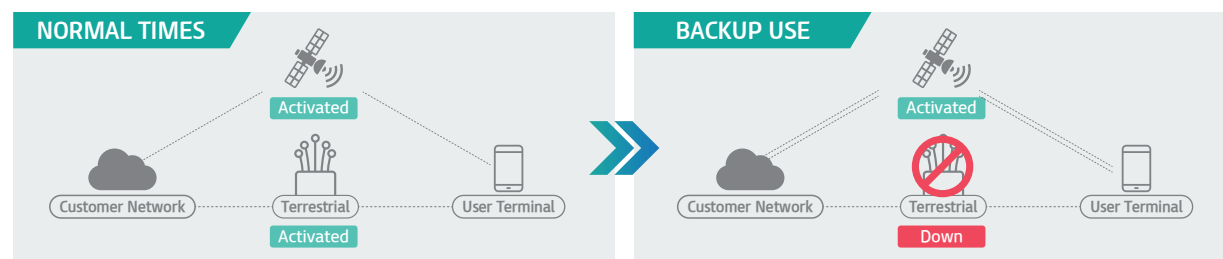 NORMAL TIMES
Activated
Customer Network
Terrestrial
User Terminal
Activated
BACKUP USE
Activated
Customer Network
Terrestrial
User Terminal
Down